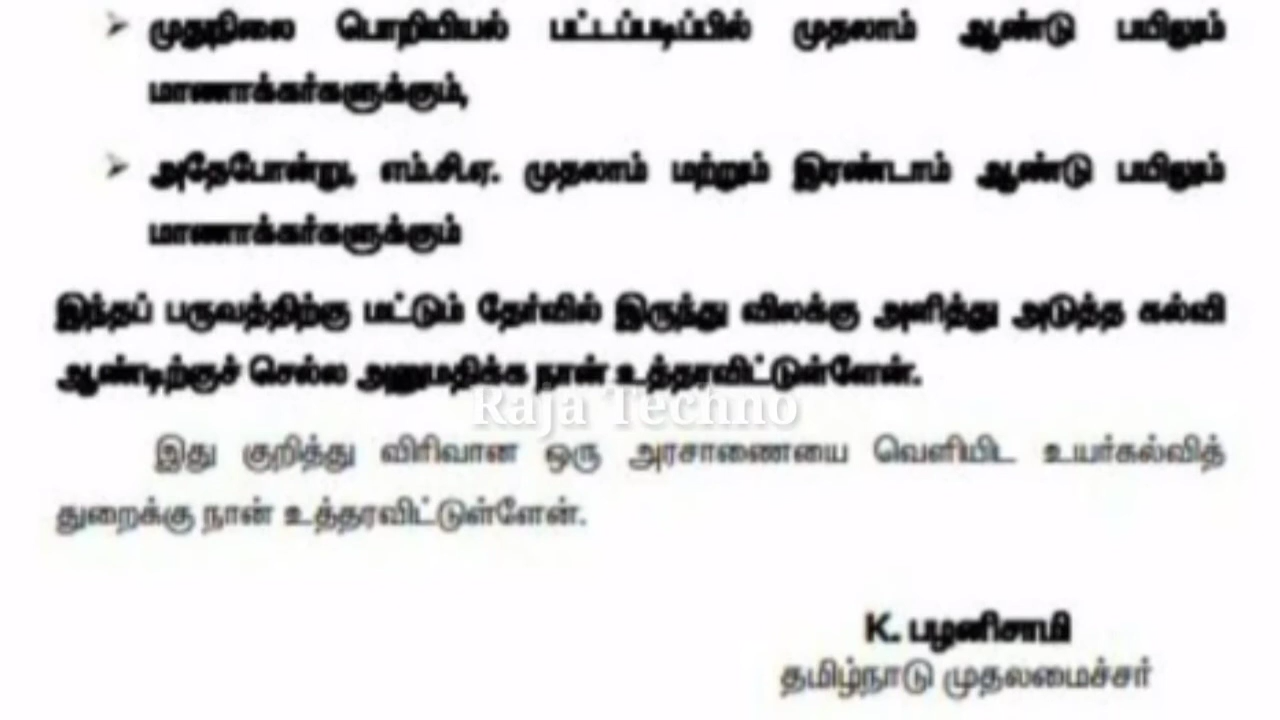 ➢ முதுநிலை பொறியியல் பட்டப்படிப்பில் முதலாம் ஆண்டு பயிலும்
மாணாக்கர்களுக்கும்,
➢ அதேபோன்று, எம்.சி.ஏ. முதலாம் மற்றும் இரண்டாம் ஆண்டு பயிலும்
மாணாக்கர்களுக்கும்
இந்தப் பருவத்திற்கு மட்டும் தேர்வில் இருந்து விலக்கு அளித்து அடுத்த கல்வி
ஆண்டிற்குச் செல்ல அனுமதிக்க நான் உத்தரவிட்டுள்ளேன்.
Raja Techno
இது குறித்து விரிவான ஒரு அரசாணையை வெளியிட உயர்கல்வித்
துறைக்கு நான் உத்தரவிட்டுள்ளேன்.
K. பழனிசாமி
தமிழ்நாடு முதலமைச்சர்